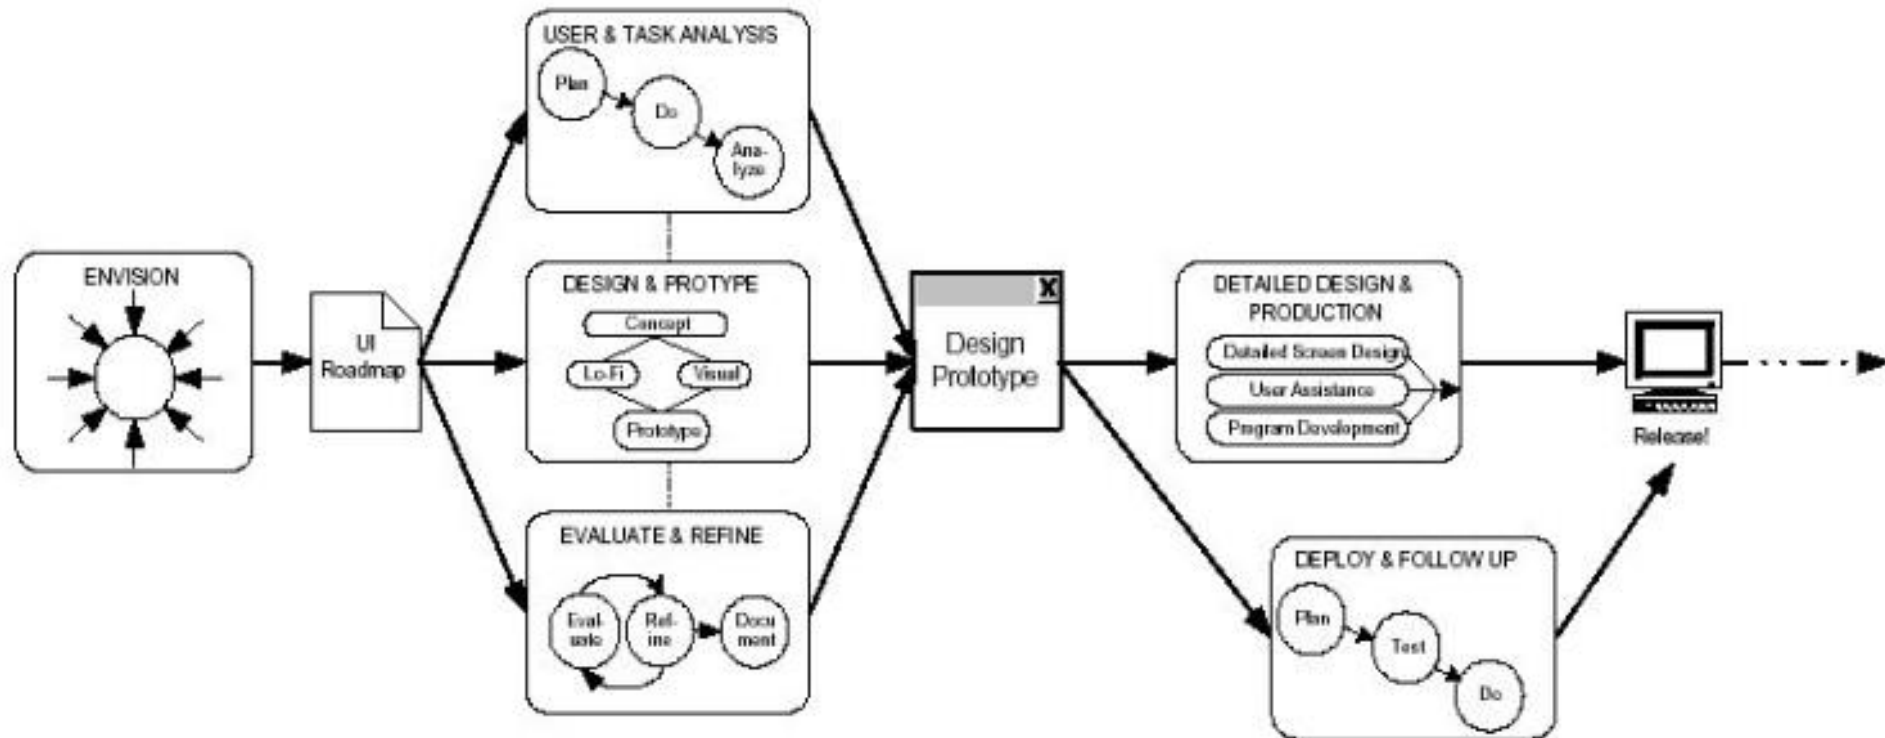 ENVISION
UI
Roadmap
USER & TASK ANALYSIS
Plan
Do
Ana-
lyze
DESIGN & PROTYPE
Concept
Lo-Fi
Visual
Prototype
EVALUATE & REFINE
Eval-
uate
Ref-
ine
Docu
ment
X
Design
Prototype
DETAILED DESIGN &
PRODUCTION
Detailed Screen Design
User Assistance
Program Development
DEPLOY & FOLLOW UP
Plan
Test
Do
Release!